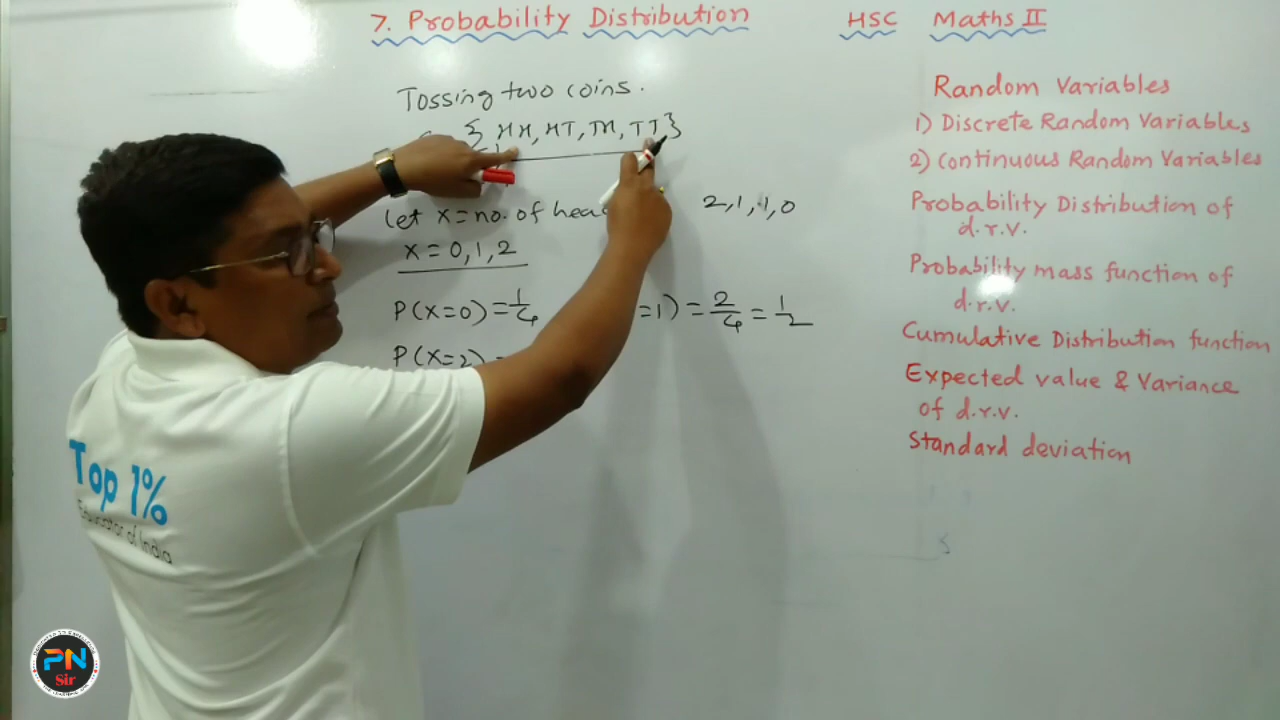 7. Probability Distribution HSC Maths II
Tossing two coins.
{ HH, HT, TH, TT }
Let X = no. of
2, 1, 1, 0
X = 0, 1, 2
P(X=0) = 1/4 =1) = 2/4 = 1/2
P(X=2) =
Random Variables
1) Discrete Random Variables
2) Continuous Random Variables
Probability Distribution of
d.r.v.
Probability mass function of
d.r.v.
Cumulative Distribution function
Expected value & Variance
of d.r.v.
Standard deviation
Top 1%
Educator of India
PN
Sir